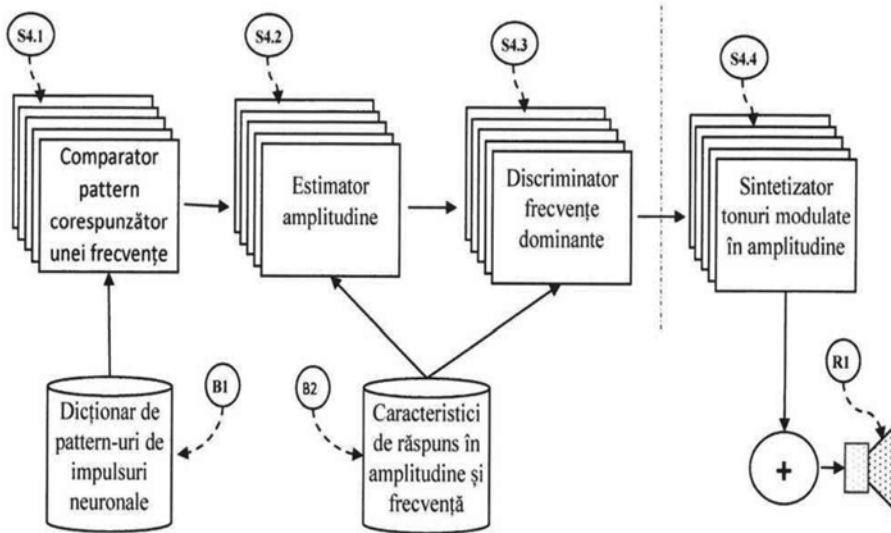 S4.1
S4.2
S4.3
S4.4
Comparator
pattern
corespunzător
unei frecvențe
Estimator
amplitudine
Discriminator
frecvențe
dominante
Sintetizator
tonuri modulate
în amplitudine
B1
B2
R1
Dicționar de
pattern-uri de
impulsuri
neuronale
Caracteristici
de răspuns în
amplitudine și
frecvență
+